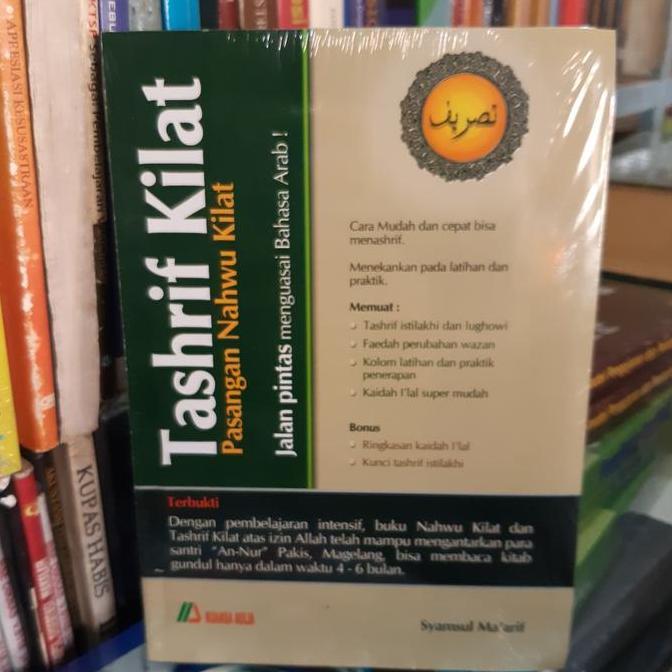 Tashrif Kilat
Pasangan Nahwu Kilat
Jalan pintas menguasai Bahasa Arab !
تصريف
Cara Mudah dan cepat bisa
menashrif.
Menekankan pada latihan dan
praktik.
Memuat :
Tashrif istilakhi dan lughowi
Faedah perubahan wazan
Kolom latihan dan praktik
penerapan
Kaidah I'lal super mudah
Bonus
Ringkasan kaidah I'lal
Kunci tashrif istilakhi
Terbukti
Dengan pembelajaran intensif, buku Nahwu Kilat dan
Tashrif Kilat atas izin Allah telah mampu mengantarkan para
santri "An-Nur" Pakis, Magelang, bisa membaca kitab
gundul hanya dalam waktu 4 - 6 bulan.
Syamsul Ma'arif
APRESIASI KESUSASTRAAN
KUPAS HABIS